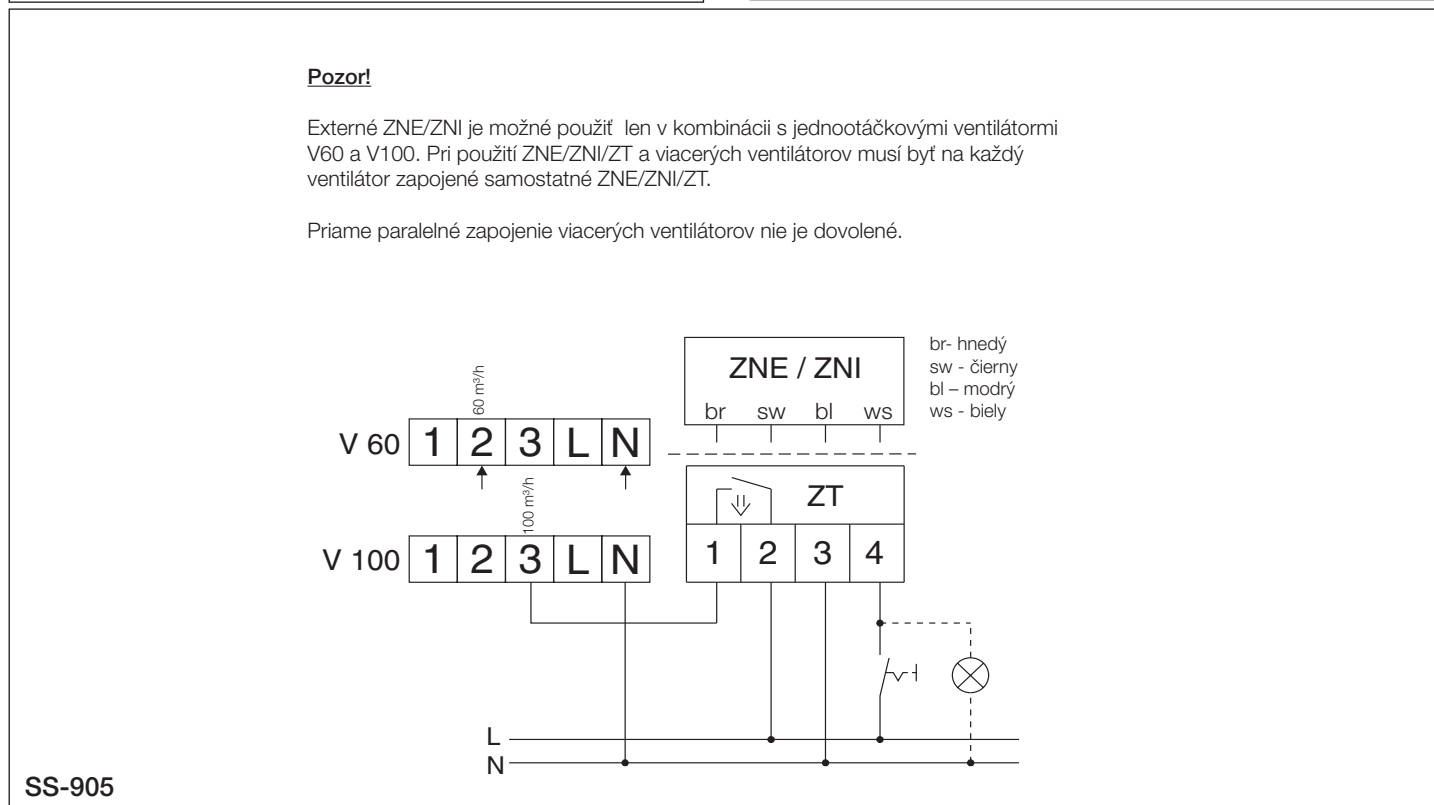 Pozor!
Externé ZNE/ZNI je možné použiť len v kombinácii s jednootáčkovými ventilátormi
V60 a V100. Pri použití ZNE/ZNI/ZT a viacerých ventilátorov musí byť na každý
ventilátor zapojené samostatné ZNE/ZNI/ZT.
Priame paralelné zapojenie viacerých ventilátorov nie je dovolené.
ZNE / ZNI
br sw bl ws
br- hnedý
sw - čierny
bl – modrý
ws - biely
60 m³/h
V 60 1 2 3 L N
100 m³/h
V 100 1 2 3 L N
ZT
1 2 3 4
L
N
SS-905